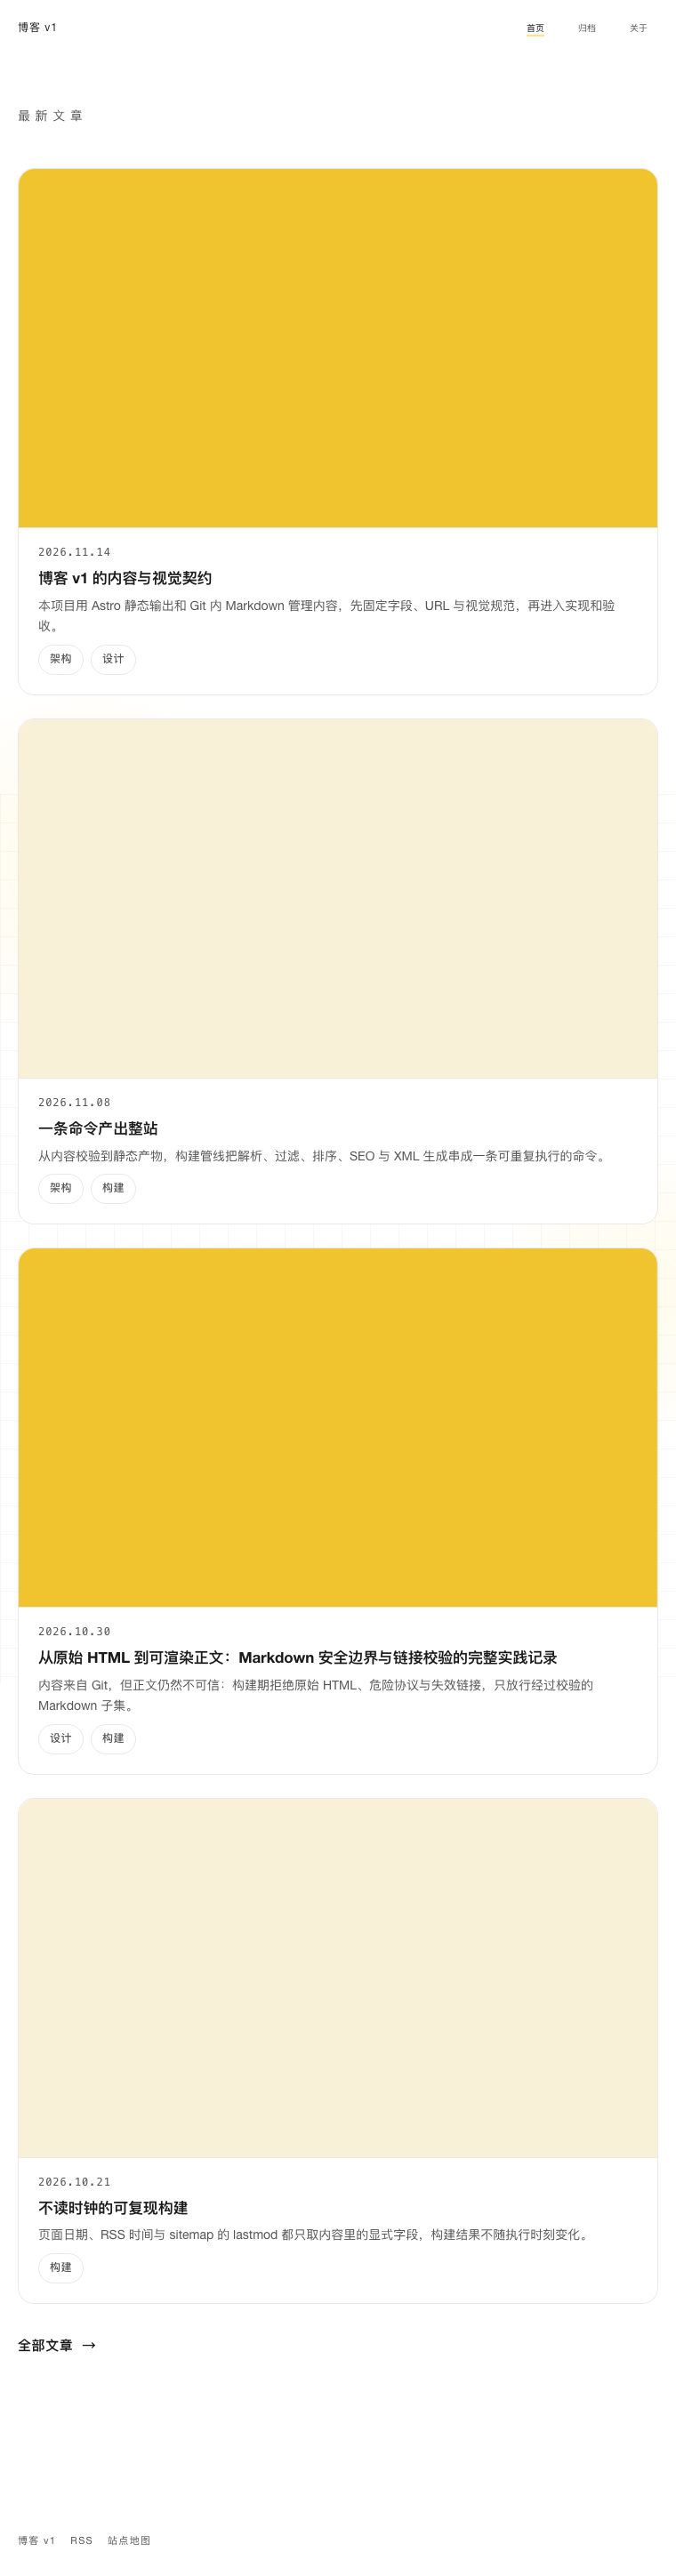 博客 v1
首页 归档 关于
最新文章
2026.11.14
博客 v1 的内容与视觉契约
本项目用 Astro 静态输出和 Git 内 Markdown 管理内容，先固定字段、URL 与视觉规范，再进入实现和验
收。
架构 设计
2026.11.08
一条命令产出整站
从内容校验到静态产物，构建管线把解析、过滤、排序、SEO 与 XML 生成串成一条可重复执行的命令。
架构 构建
2026.10.30
从原始 HTML 到可渲染正文：Markdown 安全边界与链接校验的完整实践记录
内容来自 Git，但正文仍然不可信：构建期拒绝原始 HTML、危险协议与失效链接，只放行经过校验的
Markdown 子集。
设计 构建
2026.10.21
不读时钟的可复现构建
页面日期、RSS 时间与 sitemap 的 lastmod 都只取内容里的显式字段，构建结果不随执行时刻变化。
构建
全部文章 →
博客 v1 RSS 站点地图